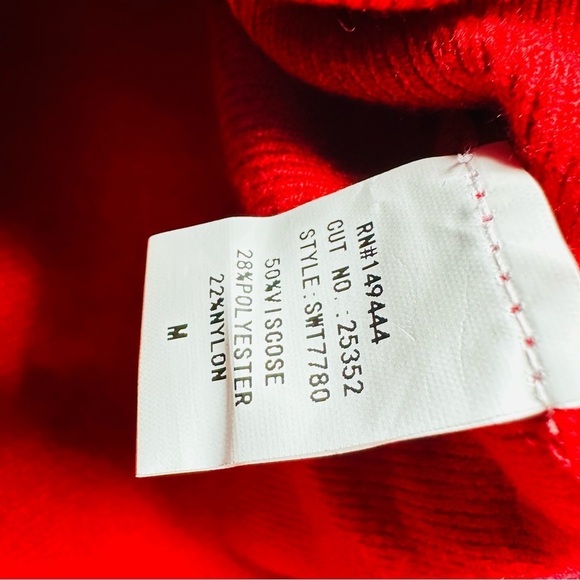 RN#149444
CUT NO.:25352
STYLE:SWT7780
50%VISCOSE
28%POLYESTER
22%NYLON
M